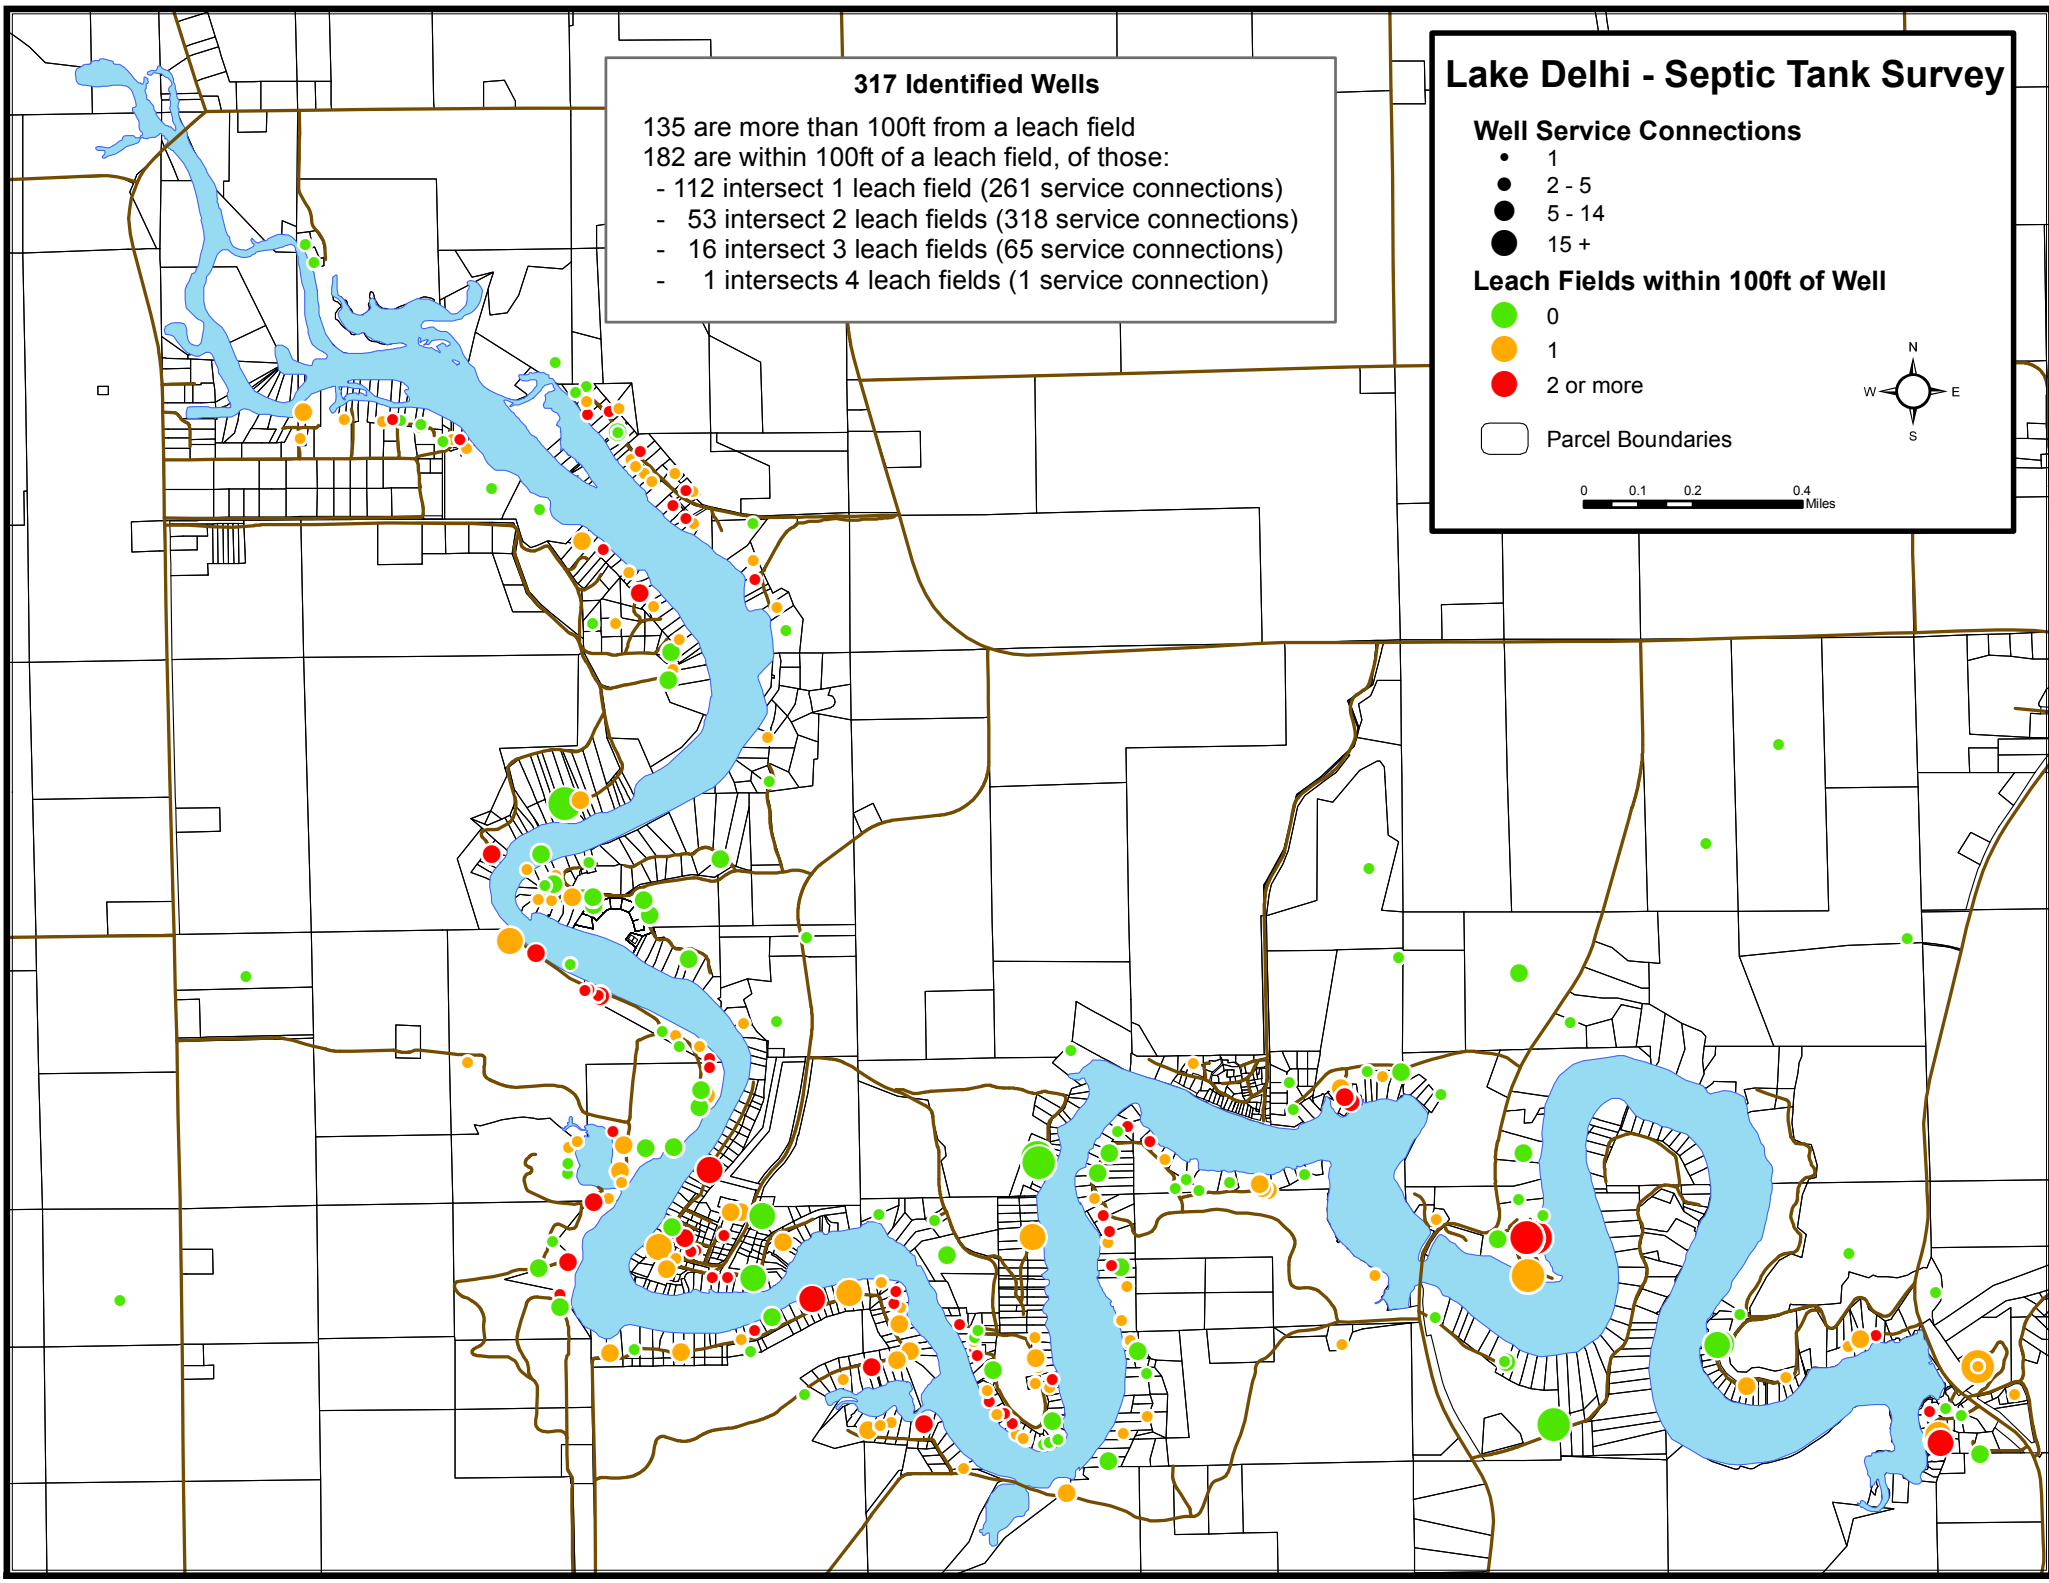 317 Identified Wells
135 are more than 100ft from a leach field
182 are within 100ft of a leach field, of those:
- 112 intersect 1 leach field (261 service connections)
- 53 intersect 2 leach fields (318 service connections)
- 16 intersect 3 leach fields (65 service connections)
- 1 intersects 4 leach fields (1 service connection)
Lake Delhi - Septic Tank Survey
Well Service Connections
1
2 - 5
5 - 14
15 +
Leach Fields within 100ft of Well
0
1
2 or more
Parcel Boundaries
N
W E
S
0 0.1 0.2 0.4
Miles